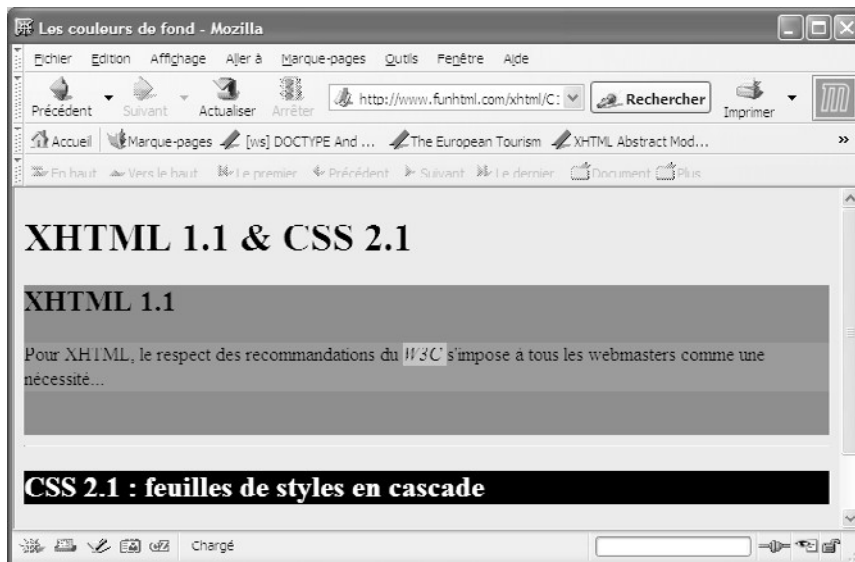 Les couleurs de fond - Mozilla
Fichier Edition Affichage Aller à Marque-pages Outils Fenêtre Aide
Précédent Suivant Actualiser Arrêter http://www.funhtml.com/xhtml/C: Rechercher Imprimer
Accueil Marque-pages [ws] DOCTYPE And ... The European Tourism XHTML Abstract Mod... »
En haut Vers le haut Le premier Précédent Suivant Le dernier Document Plus
XHTML 1.1 & CSS 2.1
XHTML 1.1
Pour XHTML, le respect des recommandations du W3C s'impose à tous les webmasters comme une
nécessité...
CSS 2.1 : feuilles de styles en cascade
Chargé